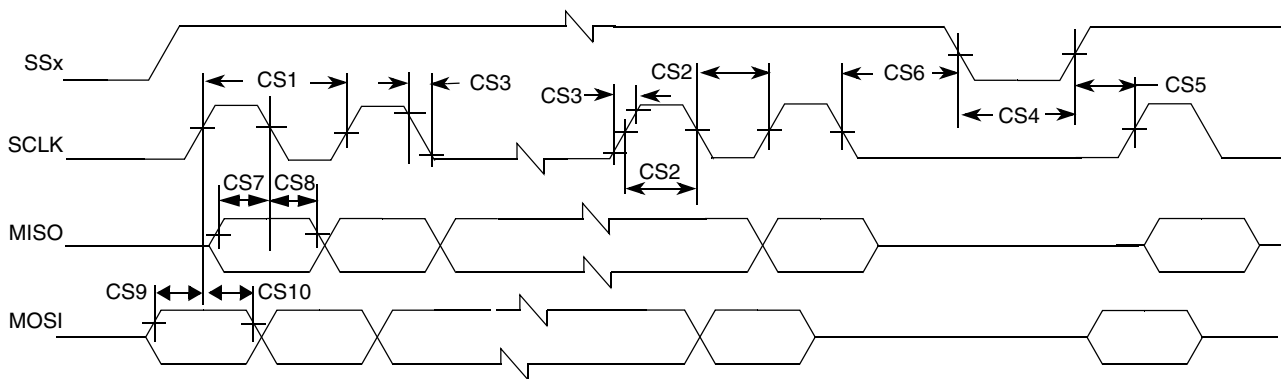 SSx
CS1
CS3
CS3
CS2
CS6
CS4
CS5
SCLK
CS2
CS7
CS8
MISO
CS9
CS10
MOSI